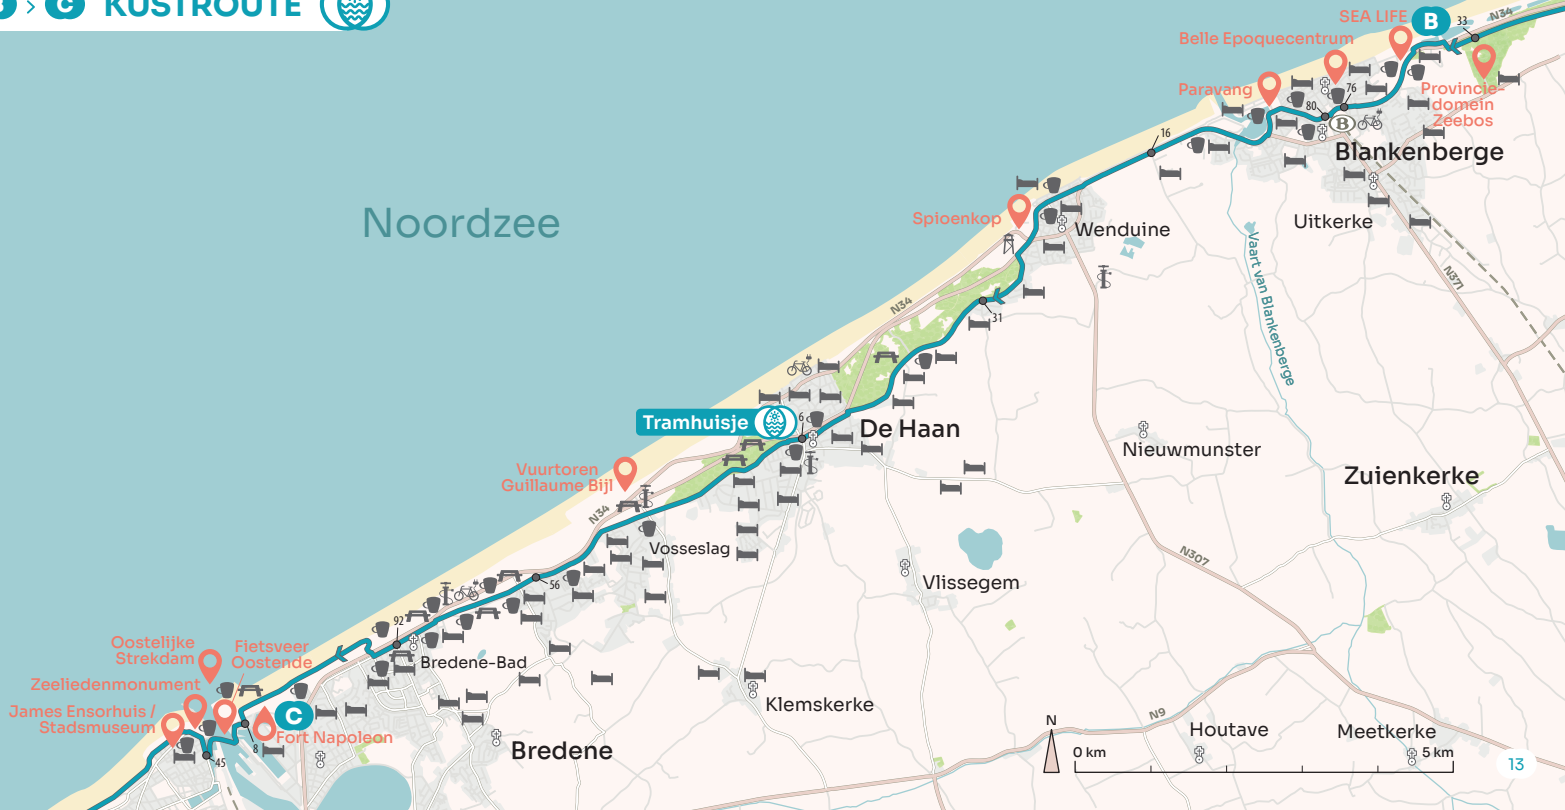 C KUSTROUTE
SEA LIFE
B
33
N34
Belle Epoquecentrum
Paravang
76
80
Provincie-
domein
Zeebos
B
Blankenberge
16
Uitkerke
Noordzee
Spioenkop
Wenduine
Vaart van Blankenberge
N371
N34
31
Tramhuisje
6
De Haan
Nieuwmunster
Zuienkerke
Vuurtoren
Guillaume Bijl
N34
Vosseslag
N307
56
Vlissegem
92
Oostelijke
Strekdam
Fietsveer
Oostende
Bredene-Bad
Zeeliedenmonument
James Ensorhuis /
Stadsmuseum
C
Fort Napoleon
8
45
Klemskerke
Bredene
N
N9
Houtave
Meetkerke
0 km
5 km
13